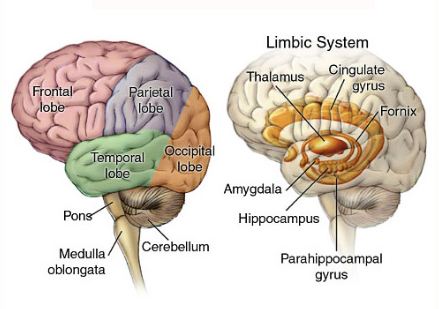 Limbic System
Frontal
lobe
Parietal
lobe
Temporal
lobe
Occipital
lobe
Pons
Medulla
oblongata
Cerebellum
Thalamus
Cingulate
gyrus
Fornix
Amygdala
Hippocampus
Parahippocampal
gyrus